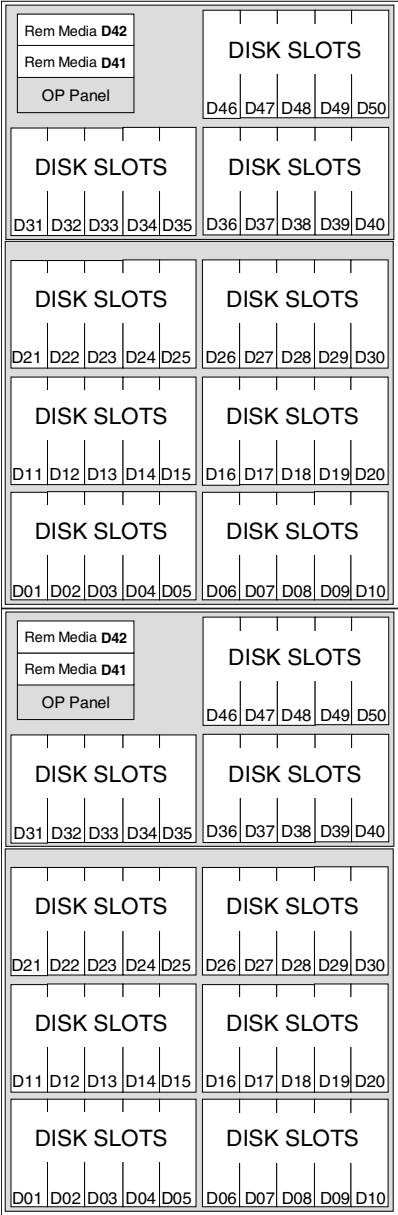 Rem Media D42
Rem Media D41
OP Panel
DISK SLOTS
D46 D47 D48 D49 D50
DISK SLOTS DISK SLOTS
D31 D32 D33 D34 D35 D36 D37 D38 D39 D40
DISK SLOTS DISK SLOTS
D21 D22 D23 D24 D25 D26 D27 D28 D29 D30
DISK SLOTS DISK SLOTS
D11 D12 D13 D14 D15 D16 D17 D18 D19 D20
DISK SLOTS DISK SLOTS
D01 D02 D03 D04 D05 D06 D07 D08 D09 D10
Rem Media D42
Rem Media D41
OP Panel
DISK SLOTS
D46 D47 D48 D49 D50
DISK SLOTS DISK SLOTS
D31 D32 D33 D34 D35 D36 D37 D38 D39 D40
DISK SLOTS DISK SLOTS
D21 D22 D23 D24 D25 D26 D27 D28 D29 D30
DISK SLOTS DISK SLOTS
D11 D12 D13 D14 D15 D16 D17 D18 D19 D20
DISK SLOTS DISK SLOTS
D01 D02 D03 D04 D05 D06 D07 D08 D09 D10